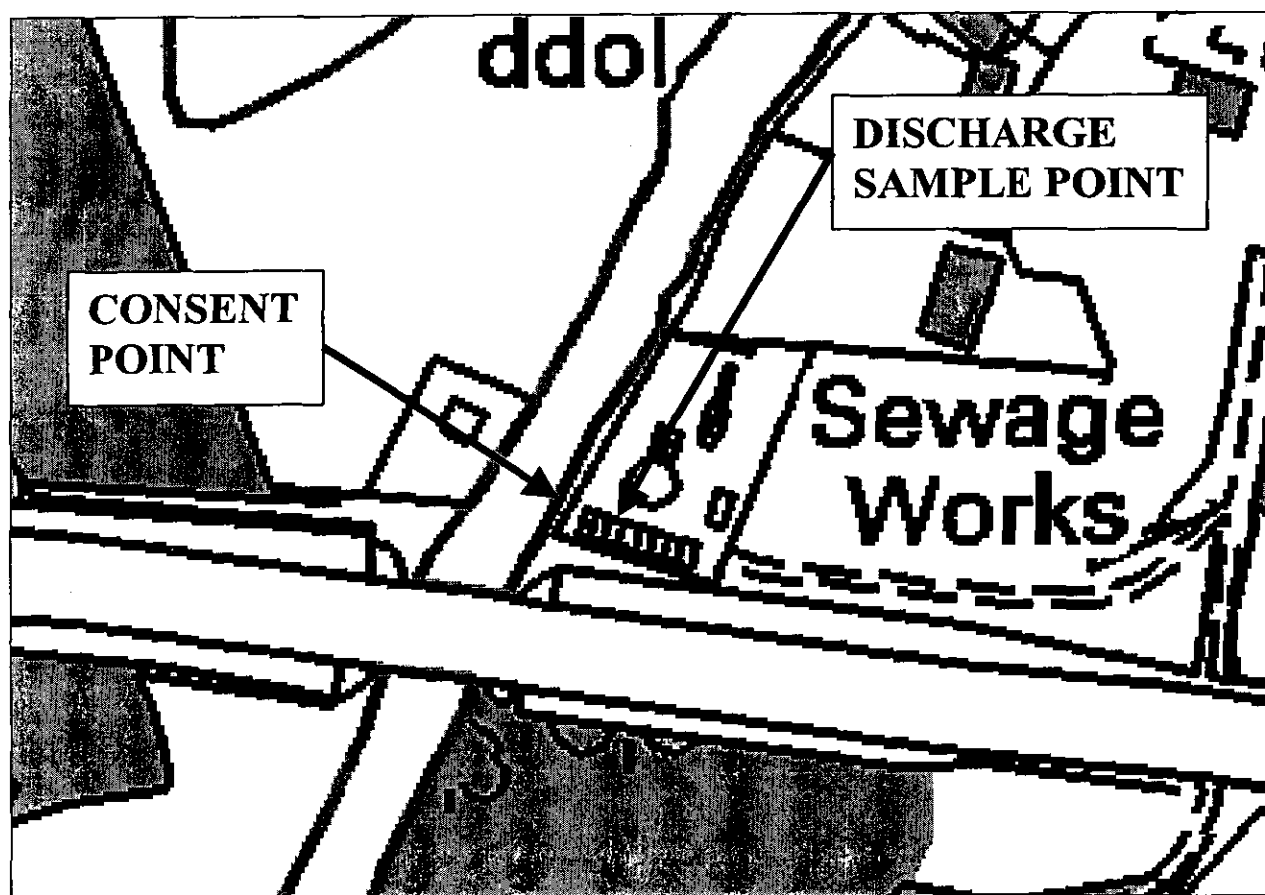 ddol
DISCHARGE
SAMPLE POINT
CONSENT
POINT
Sewage
Works